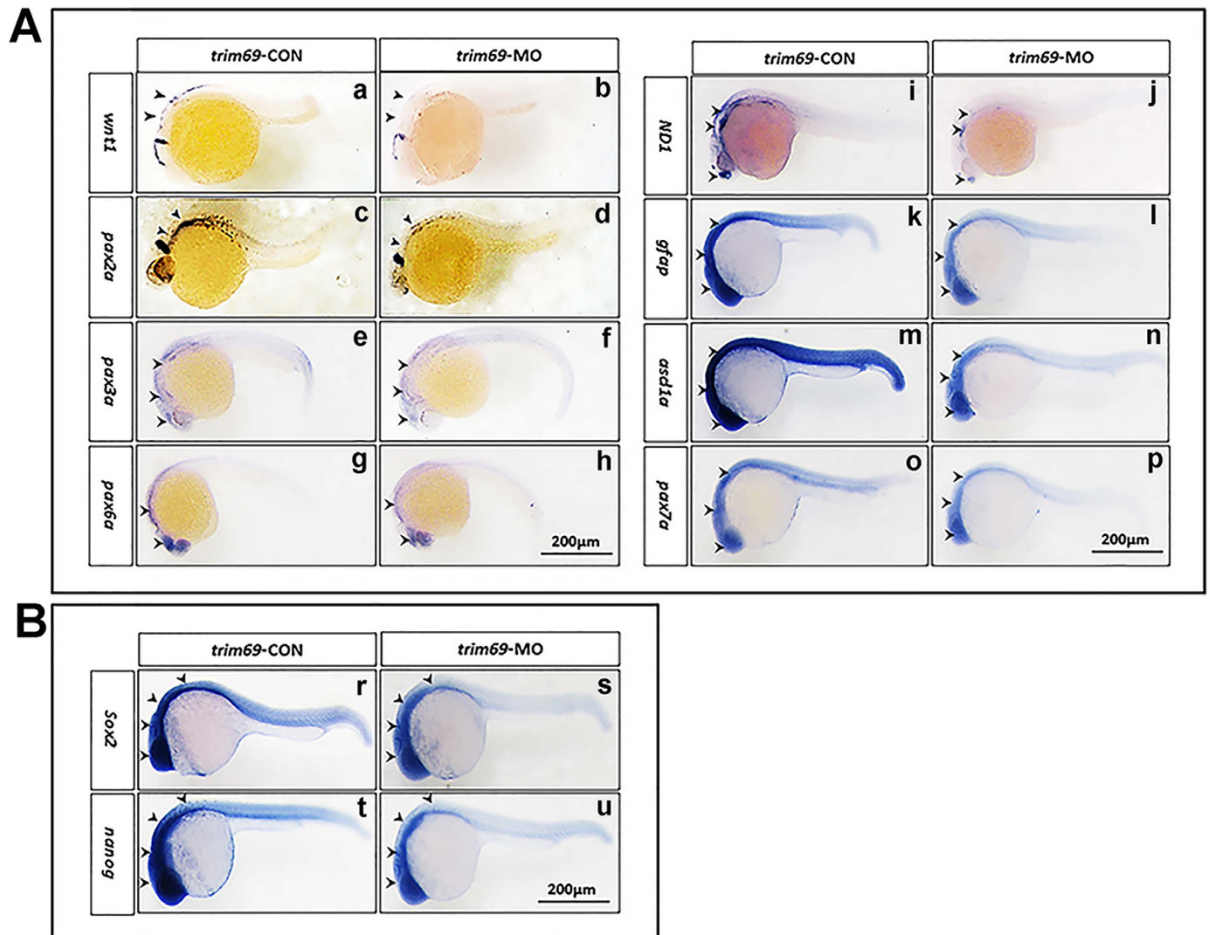 A
trim69-CON trim69-MO
wnt1 a b
pax2a c d
pax3a e f
pax6a g h
200μm
trim69-CON trim69-MO
ND1 i j
gfap k l
asd1a m n
pax7a o p
200μm
B
trim69-CON trim69-MO
Sox2 r s
nanog t u
200μm